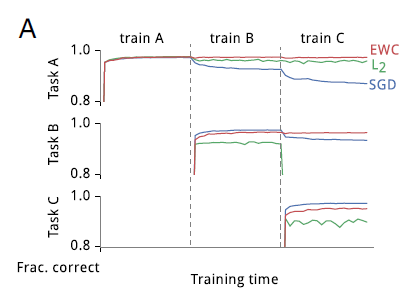 A
train A train B train C
EWC
L2
SGD
1.0
Task A
0.8
1.0
Task B
0.8
1.0
Task C
0.8
Frac. correct
Training time